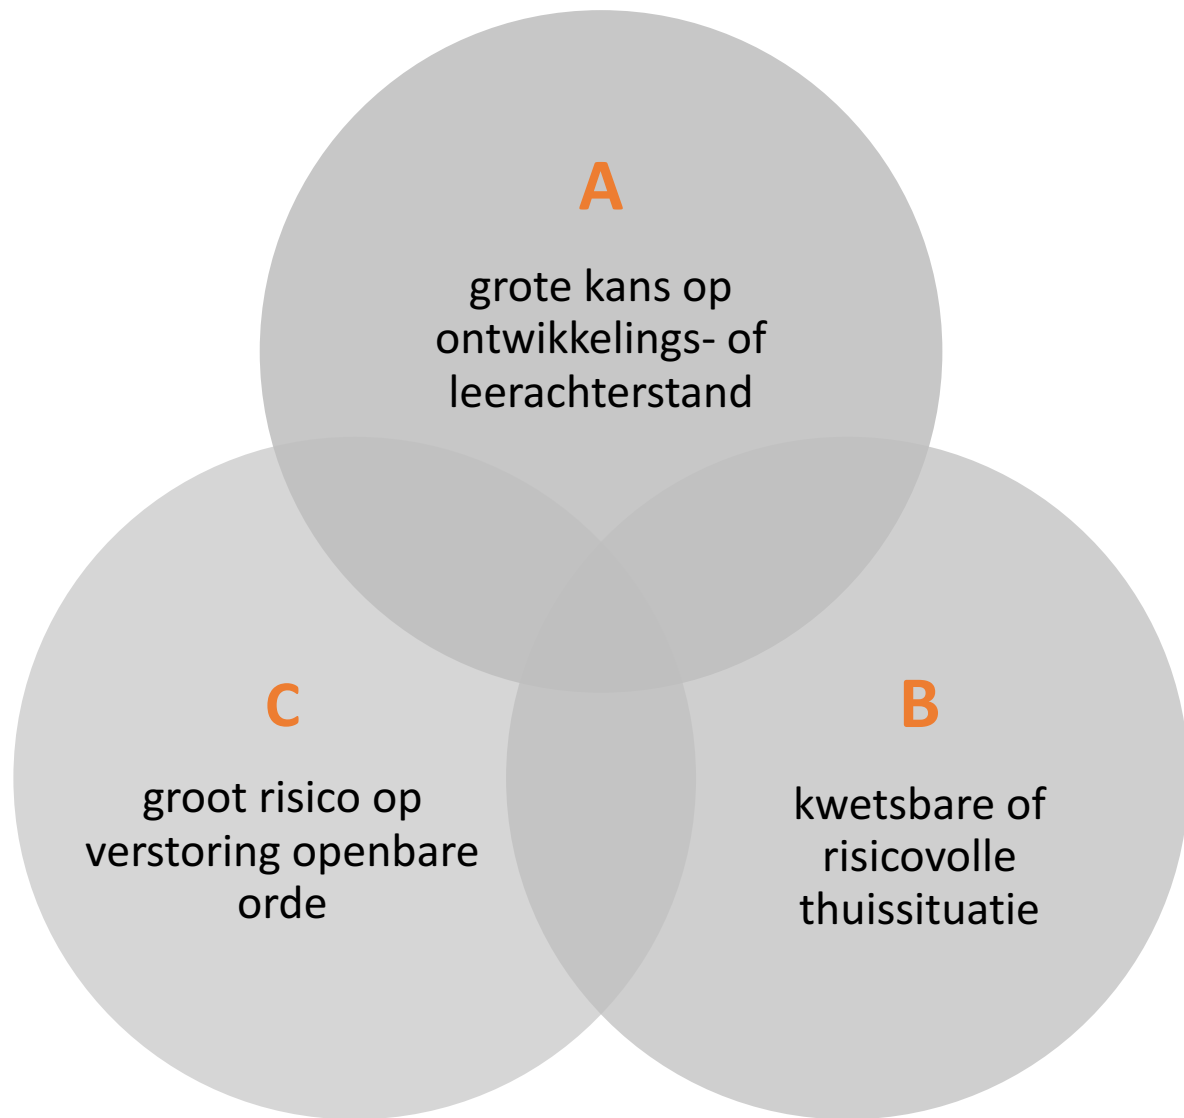 A
grote kans op
ontwikkelings- of
leerachterstand
C
groot risico op
verstoring openbare
orde
B
kwetsbare of
risicovolle
thuissituatie